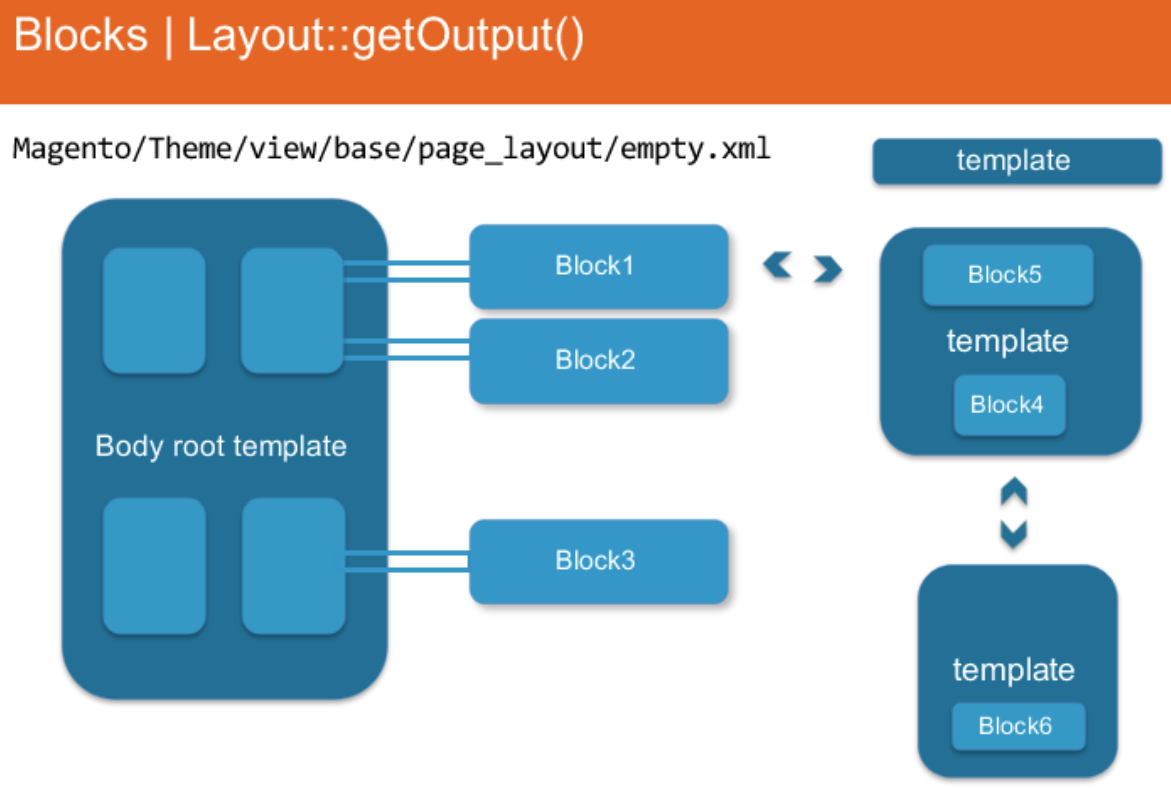 Blocks | Layout::getOutput()
Magento/Theme/view/base/page_layout/empty.xml
template
Block1
Block5
template
Block2
Block4
Body root template
Block3
template
Block6